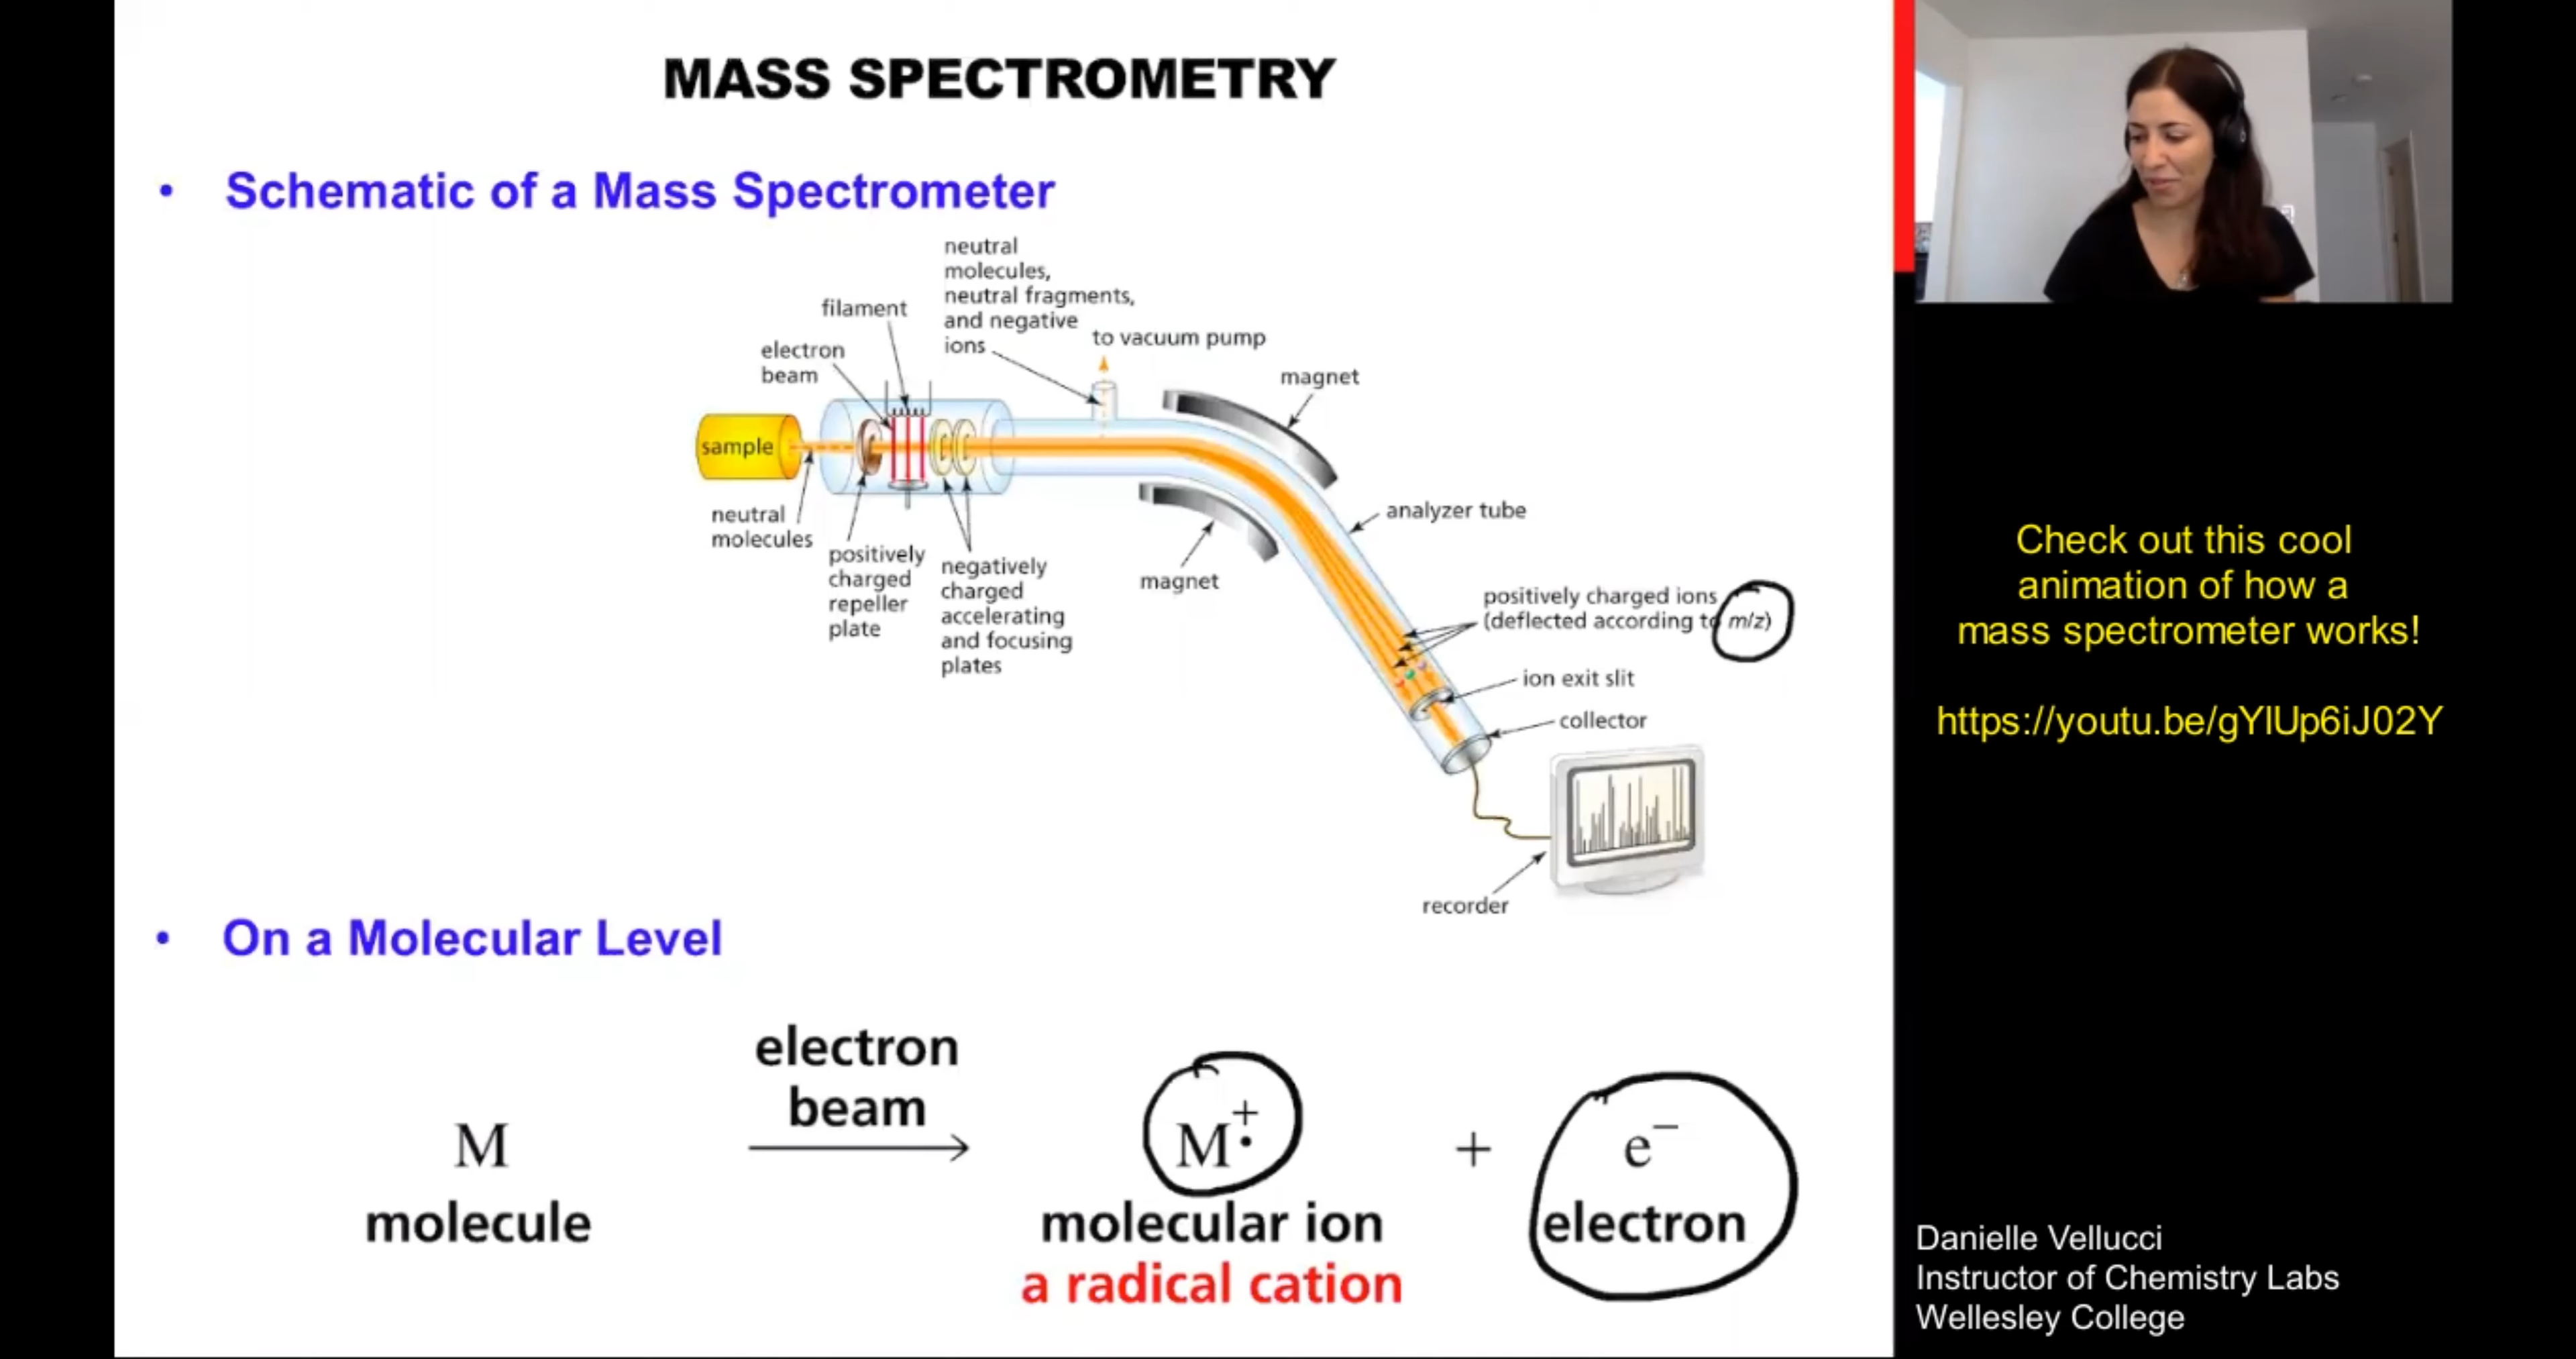 MASS SPECTROMETRY
• Schematic of a Mass Spectrometer
neutral
molecules,
neutral fragments,
and negative
ions
to vacuum pump
filament
electron
beam
magnet
sample
neutral
molecules
positively
charged
repeller
plate
negatively
charged
accelerating
and focusing
plates
magnet
analyzer tube
positively charged ions
(deflected according to m/z)
ion exit slit
collector
recorder
• On a Molecular Level
electron
beam
M
M+•
+
e−
molecule
molecular ion
electron
a radical cation
Check out this cool
animation of how a
mass spectrometer works!
https://youtu.be/gYlUp6iJ02Y
Danielle Vellucci
Instructor of Chemistry Labs
Wellesley College